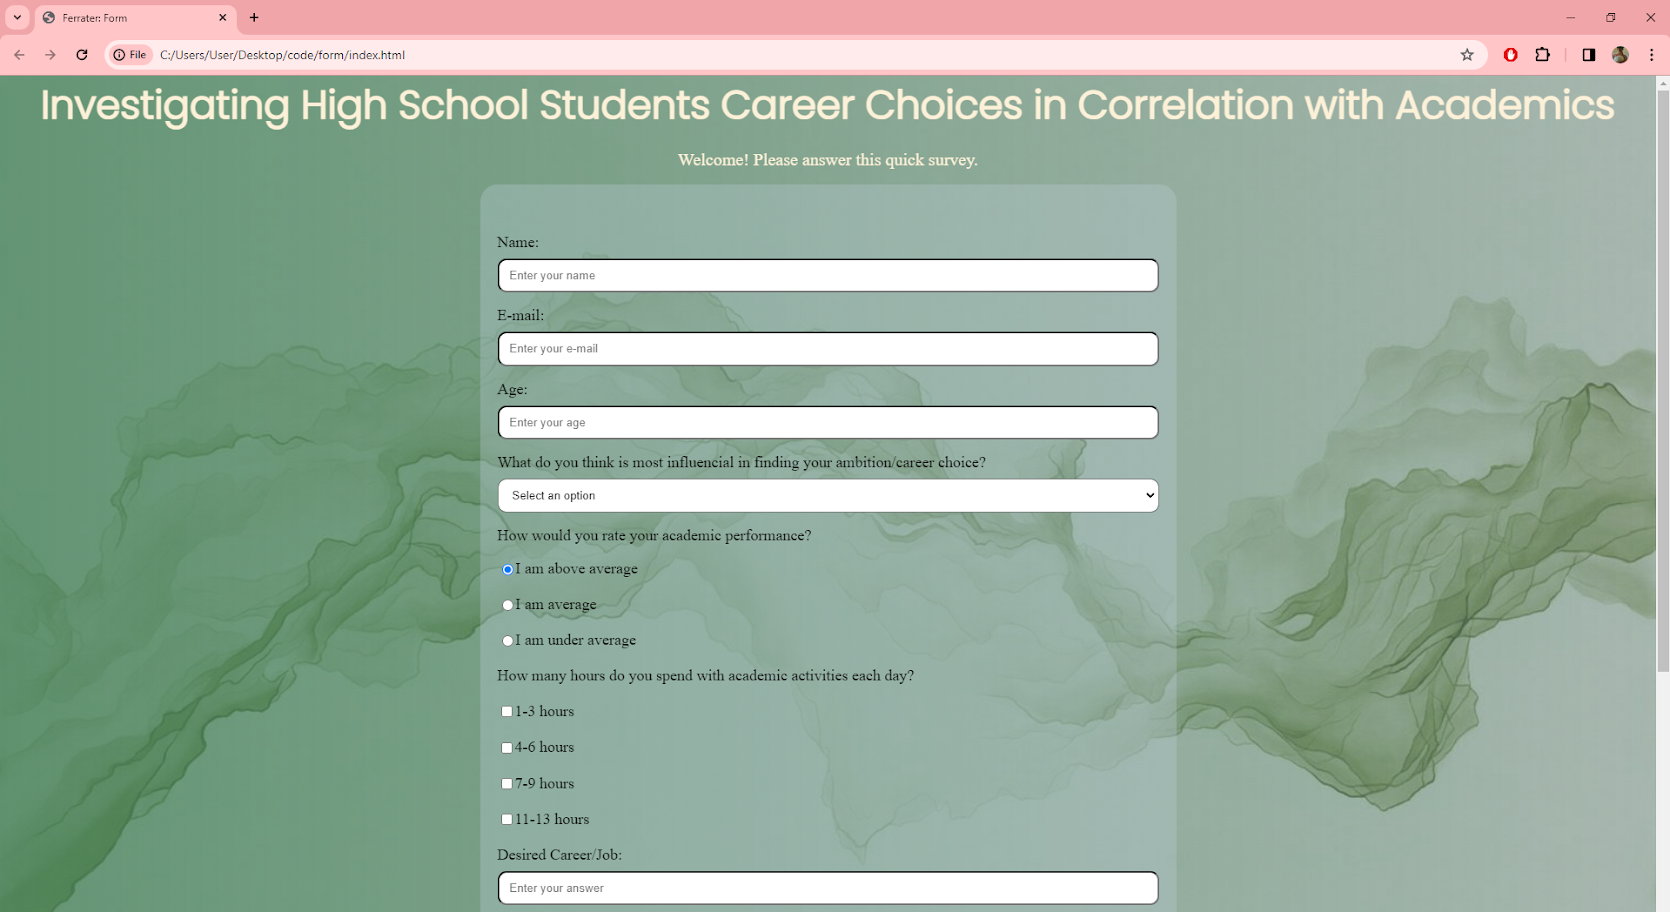 Ferrater: Form
File C:/Users/User/Desktop/code/form/index.html
Investigating High School Students Career Choices in Correlation with Academics
Welcome! Please answer this quick survey.
Name:
Enter your name
E-mail:
Enter your e-mail
Age:
Enter your age
What do you think is most influencial in finding your ambition/career choice?
Select an option
How would you rate your academic performance?
I am above average
I am average
I am under average
How many hours do you spend with academic activities each day?
1-3 hours
4-6 hours
7-9 hours
11-13 hours
Desired Career/Job:
Enter your answer